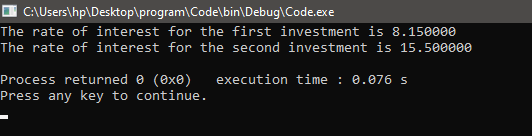 C:\Users\hp\Desktop\program\Code\bin\Debug\Code.exe
The rate of interest for the first investment is 8.150000
The rate of interest for the second investment is 15.500000
Process returned 0 (0x0)   execution time : 0.076 s
Press any key to continue.